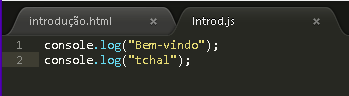 introdução.html × Introd.js ×
1 console.log("Bem-vindo");
2 console.log("tchal");